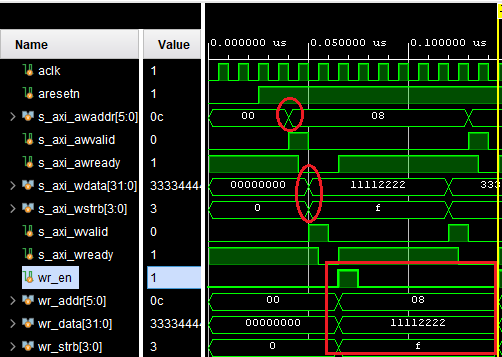 Name Value 0.000000 us 0.050000 us 0.100000 us
aclk 1
aresetn 1
s_axi_awaddr[5:0] 0c 00 08
s_axi_awvalid 0
s_axi_awready 1
s_axi_wdata[31:0] 33334444 00000000 11112222 333
s_axi_wstrb[3:0] 3 0 f
s_axi_wvalid 0
s_axi_wready 1
wr_en 1
wr_addr[5:0] 0c 00 08
wr_data[31:0] 33334444 00000000 11112222
wr_strb[3:0] 3 0 f